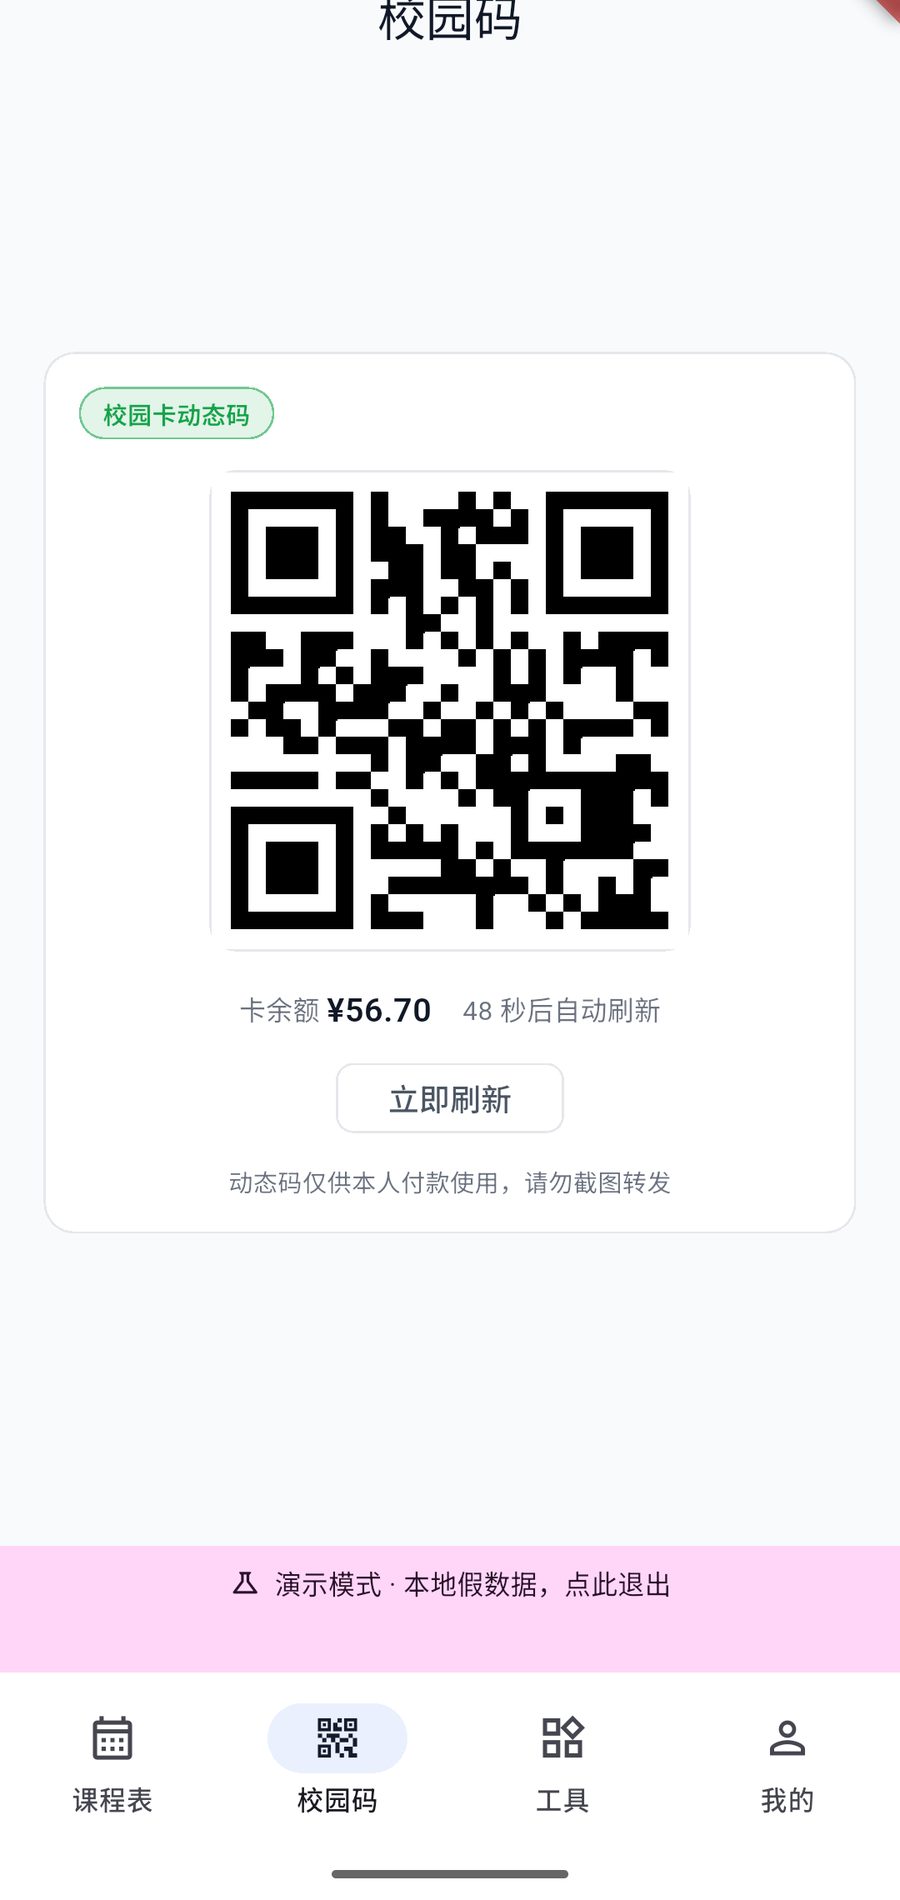 校园码
校园卡动态码
卡余额 ¥56.70 48 秒后自动刷新
立即刷新
动态码仅供本人付款使用，请勿截图转发
演示模式 · 本地假数据，点此退出
课程表 校园码 工具 我的